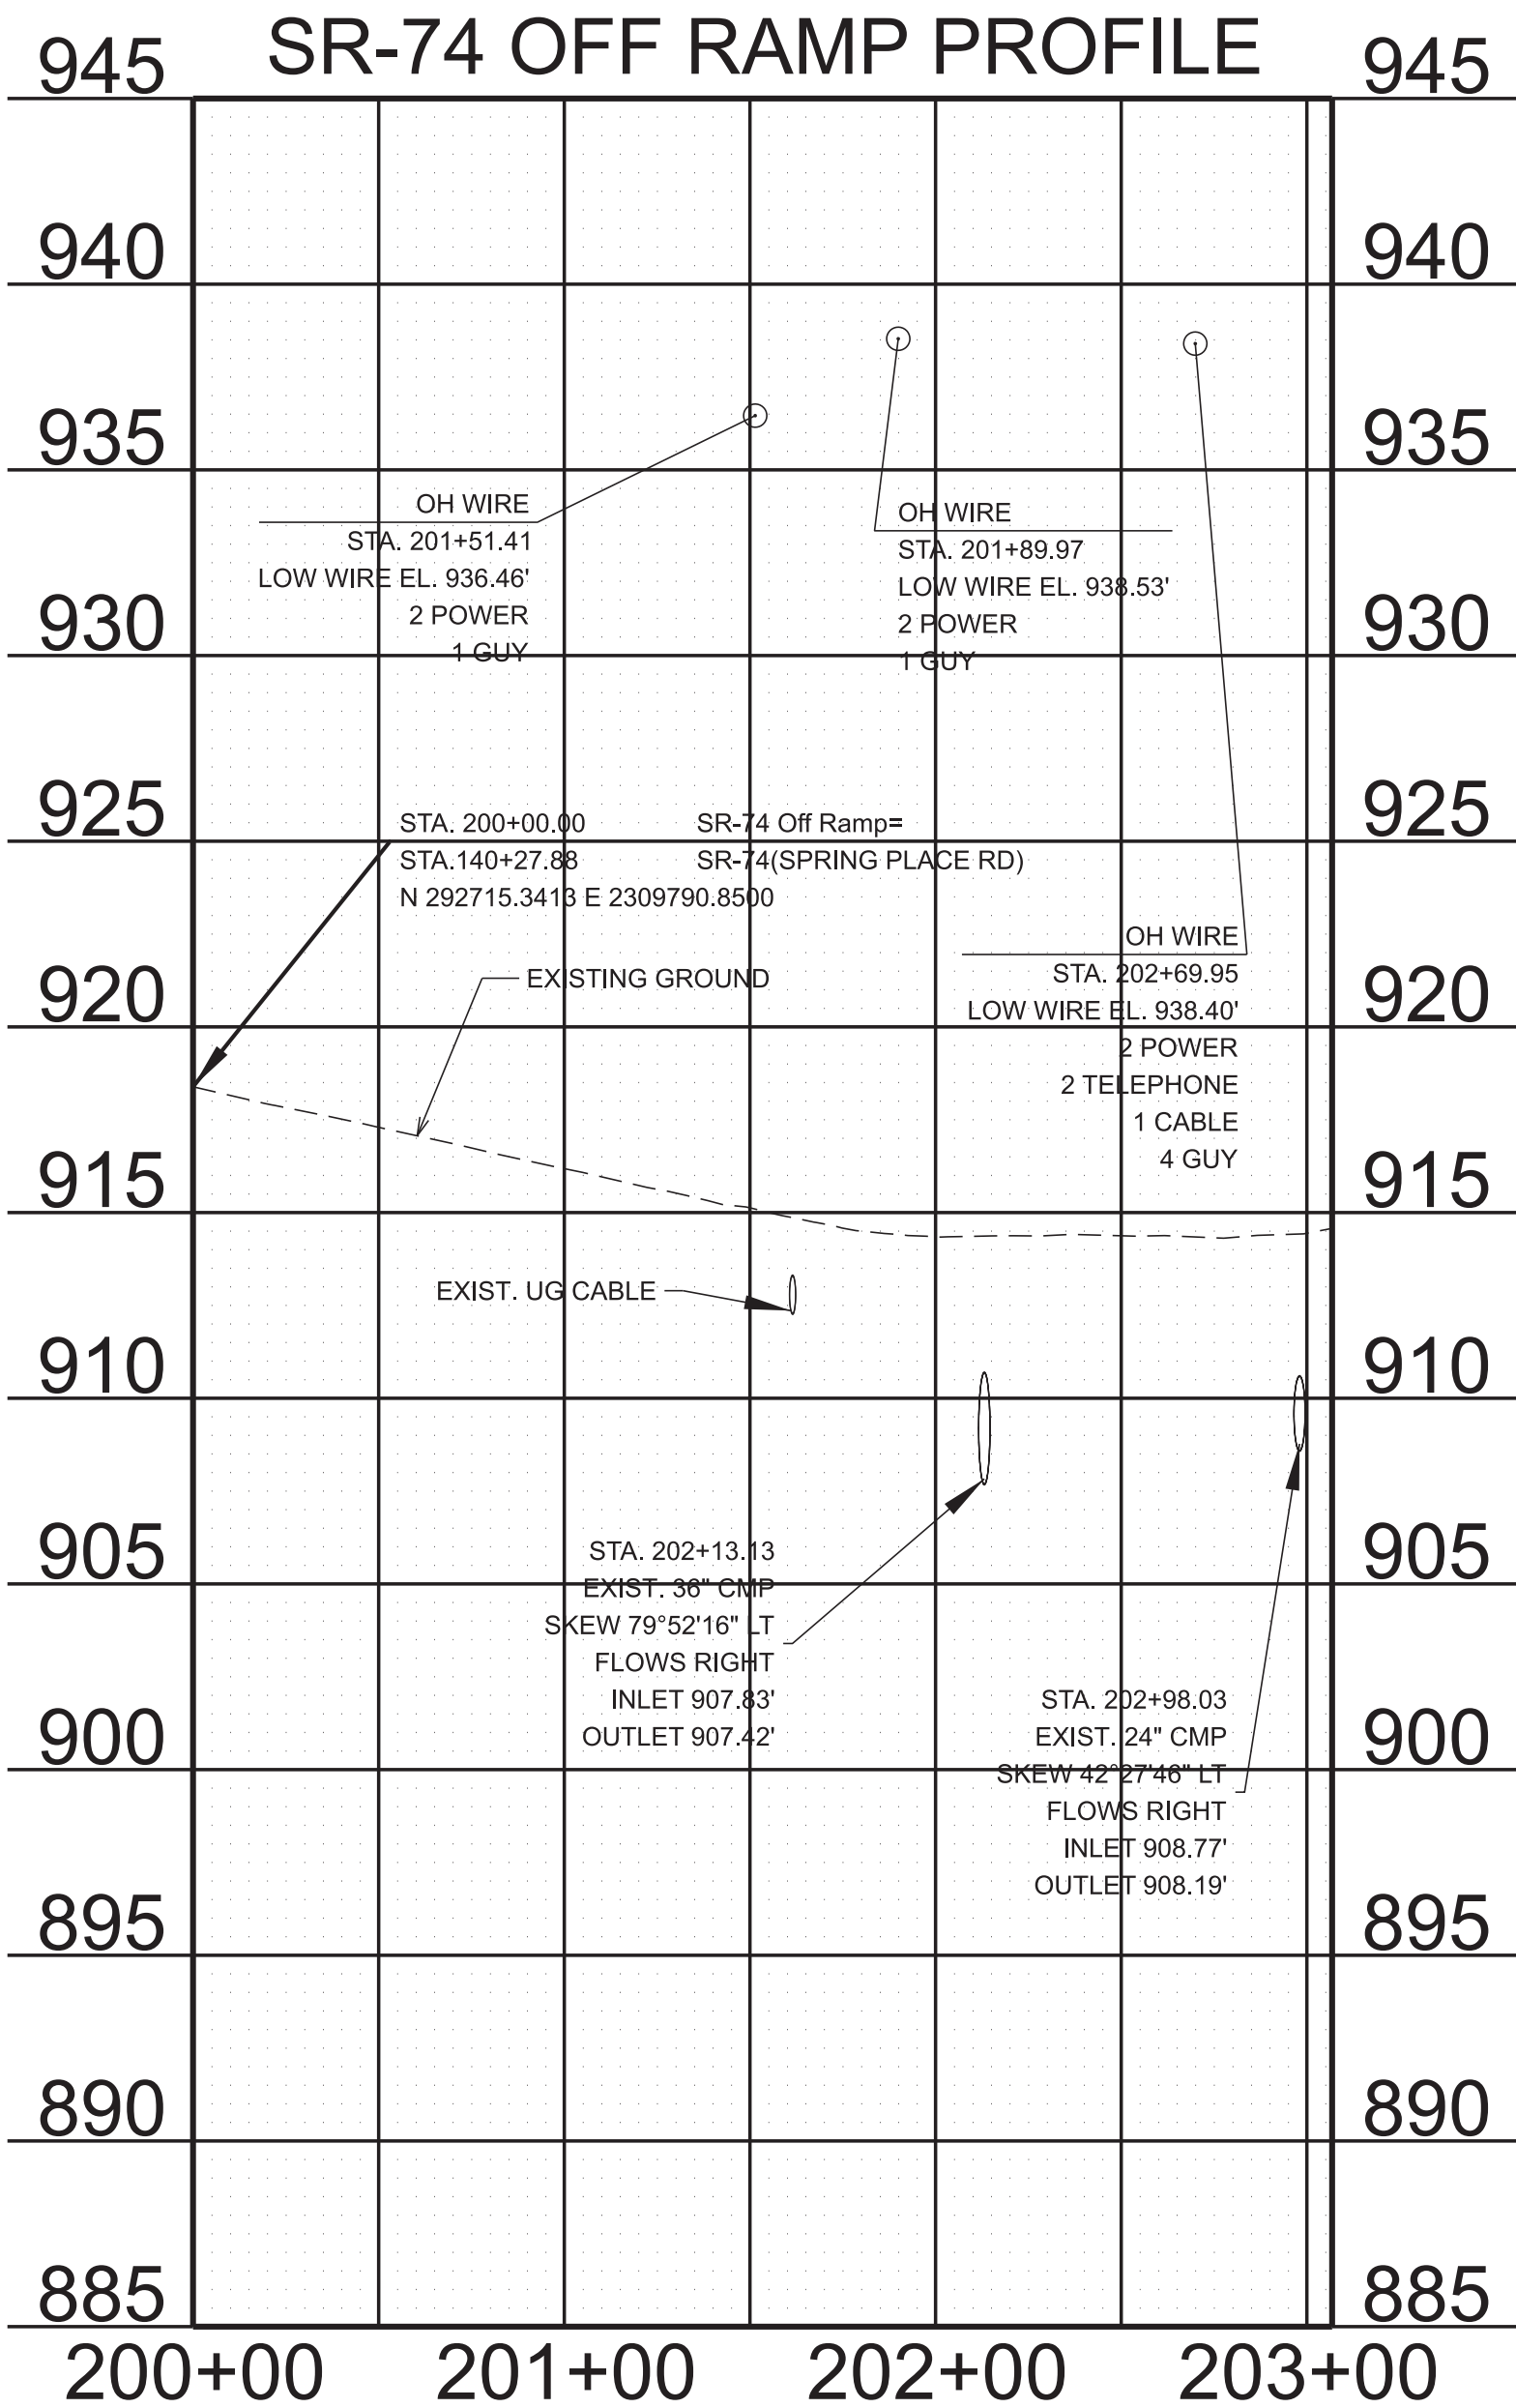 SR-74 OFF RAMP PROFILE
945 945
940 940
935 935
OH WIRE
STA. 201+51.41
LOW WIRE EL. 936.46'
2 POWER
1 GUY
OH WIRE
STA. 201+89.97
LOW WIRE EL. 938.53'
2 POWER
1 GUY
930 930
925 925
STA. 200+00.00 SR-74 Off Ramp=
STA.140+27.88 SR-74(SPRING PLACE RD)
N 292715.3413 E 2309790.8500
EXISTING GROUND
OH WIRE
STA. 202+69.95
LOW WIRE EL. 938.40'
2 POWER
2 TELEPHONE
1 CABLE
4 GUY
920 920
915 915
EXIST. UG CABLE
910 910
905 905
STA. 202+13.13
EXIST. 36" CMP
SKEW 79°52'16" LT
FLOWS RIGHT
INLET 907.83'
OUTLET 907.42'
STA. 202+98.03
EXIST. 24" CMP
SKEW 42°27'46" LT
FLOWS RIGHT
INLET 908.77'
OUTLET 908.19'
900 900
895 895
890 890
885 885
200+00 201+00 202+00 203+00